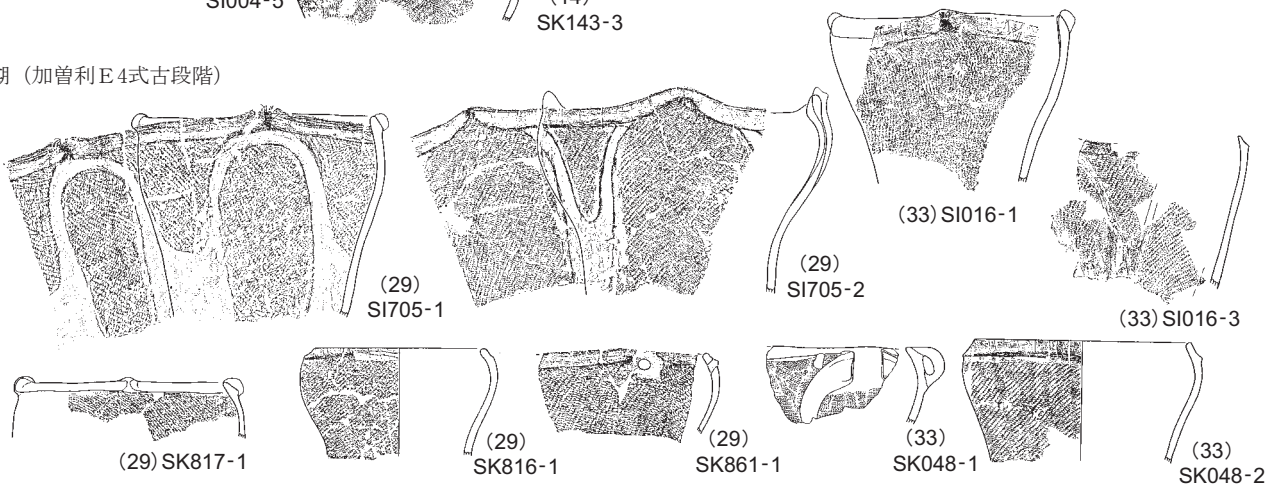 SI004-5
SK143-3
期（加曽利E4式古段階）
(29)
SI705-1
(29)
SI705-2
(33)SI016-1
(33)SI016-3
(29)SK817-1
(29)
SK816-1
(29)
SK861-1
(33)
SK048-1
(33)
SK048-2